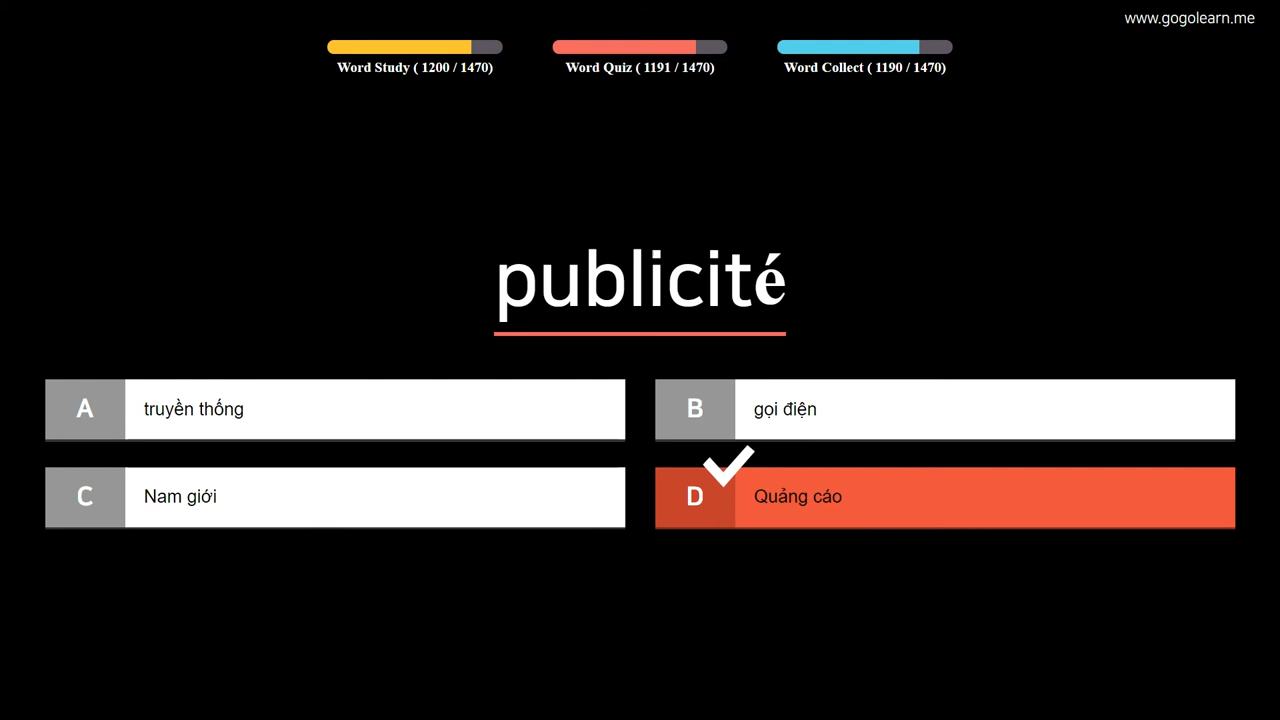 www.gogolearn.me
Word Study ( 1200 / 1470)
Word Quiz ( 1191 / 1470)
Word Collect ( 1190 / 1470)
publicité
A truyền thống
B gọi điện
C Nam giới
D Quảng cáo